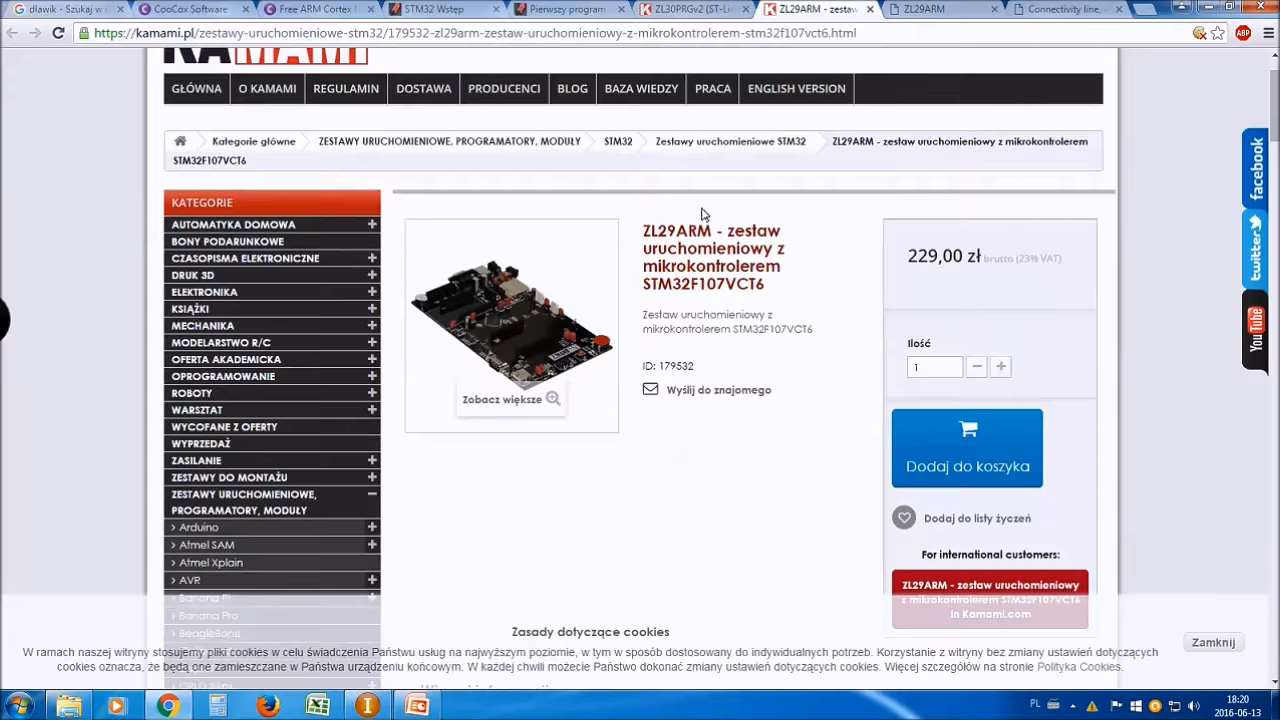 dławik - Szukaj w G
CooCox Software
Free ARM Cortex M
STM32 Wstęp
Pierwszy program
ZL30PRGv2 (ST-Lin
ZL29ARM - zestaw
ZL29ARM
Connectivity line,
https://kamami.pl/zestawy-uruchomieniowe-stm32/179532-zl29arm-zestaw-uruchomieniowy-z-mikrokontrolerem-stm32f107vct6.html
ABP
KAMAMI
GŁÓWNA
O KAMAMI
REGULAMIN
DOSTAWA
PRODUCENCI
BLOG
BAZA WIEDZY
PRACA
ENGLISH VERSION
Kategorie główne
ZESTAWY URUCHOMIENIOWE, PROGRAMATORY, MODUŁY
STM32
Zestawy uruchomieniowe STM32
ZL29ARM - zestaw uruchomieniowy z mikrokontrolerem
STM32F107VCT6
KATEGORIE
AUTOMATYKA DOMOWA
BONY PODARUNKOWE
CZASOPISMA ELEKTRONICZNE
DRUK 3D
ELEKTRONIKA
KSIĄŻKI
MECHANIKA
MODELARSTWO R/C
OFERTA AKADEMICKA
OPROGRAMOWANIE
ROBOTY
WARSZTAT
WYCOFANE Z OFERTY
WYPRZEDAŻ
ZASILANIE
ZESTAWY DO MONTAŻU
ZESTAWY URUCHOMIENIOWE,
PROGRAMATORY, MODUŁY
Arduino
Atmel SAM
Atmel Xplain
AVR
Banana Pi
Banana Pro
BeagleBone
Zobacz większe
ZL29ARM - zestaw
uruchomieniowy z
mikrokontrolerem
STM32F107VCT6
Zestaw uruchomieniowy z
mikrokontrolerem STM32F107VCT6
ID: 179532
Wyślij do znajomego
229,00 zł brutto (23% VAT)
Ilość
1
Dodaj do koszyka
Dodaj do listy życzeń
For international customers:
ZL29ARM - zestaw uruchomieniowy
z mikrokontrolerem STM32F107VCT6
in Kamami.com
facebook
twitter
YouTube
Zasady dotyczące cookies
W ramach naszej witryny stosujemy pliki cookies w celu świadczenia Państwu usług na najwyższym poziomie, w tym w sposób dostosowany do indywidualnych potrzeb. Korzystanie z witryny bez zmiany ustawień dotyczących
cookies oznacza, że będą one zamieszczane w Państwa urządzeniu końcowym. W każdej chwili możecie Państwo dokonać zmiany ustawień dotyczących cookies. Więcej szczegółów na stronie Polityka Cookies.
Zamknij
PL
18:20
2016-06-13